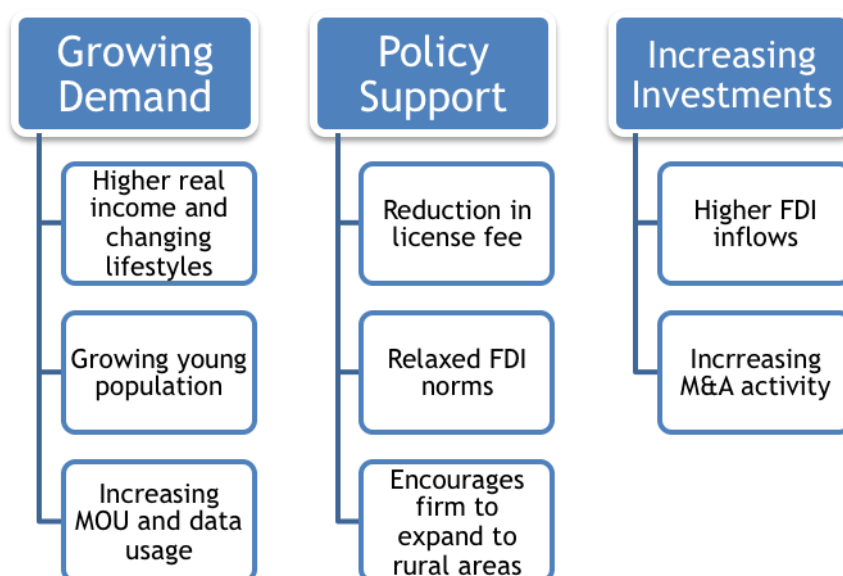 Growing
Demand
Higher real
income and
changing
lifestyles
Growing young
population
Increasing
MOU and data
usage
Policy
Support
Reduction in
license fee
Relaxed FDI
norms
Encourages
firm to
expand to
rural areas
Increasing
Investments
Higher FDI
inflows
Incrreasing
M&A activity